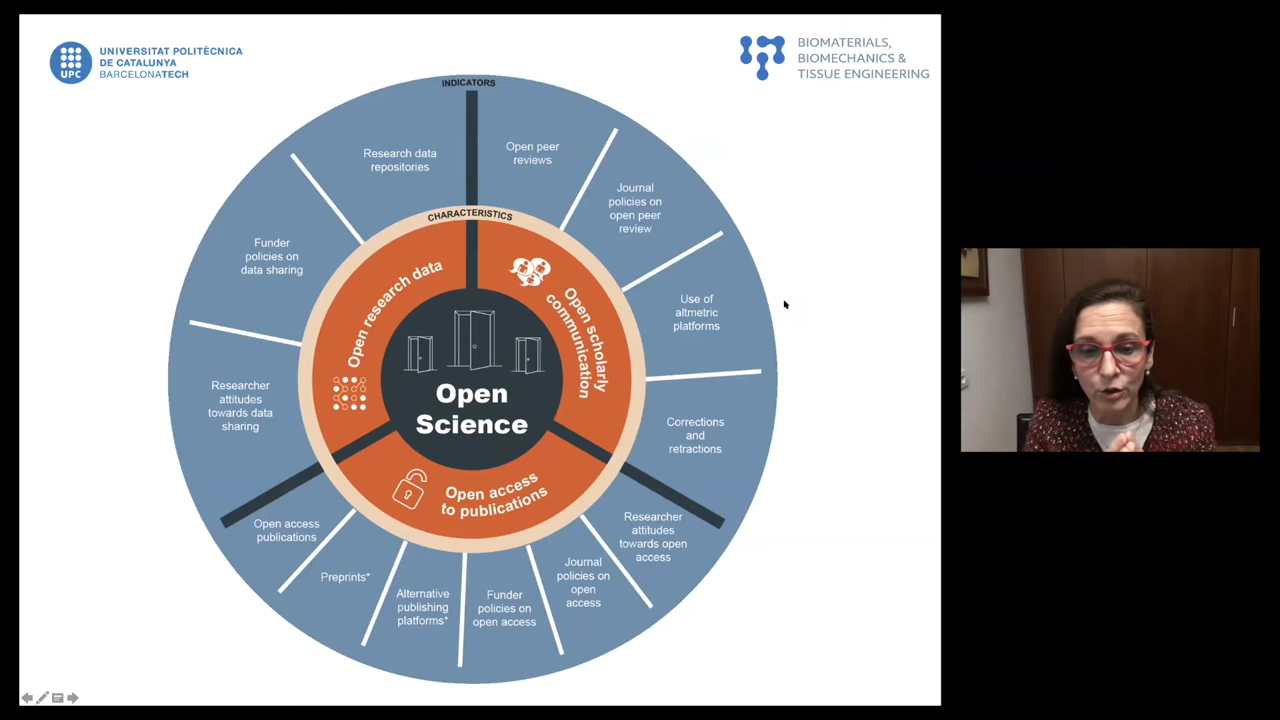 UNIVERSITAT POLITÈCNICA
DE CATALUNYA
BARCELONATECH
UPC
BIOMATERIALS,
BIOMECHANICS &
TISSUE ENGINEERING
INDICATORS
Research data
repositories
Open peer
reviews
Journal
policies on
open peer
review
Use of
altmetric
platforms
Corrections
and
retractions
Researcher
attitudes
towards open
access
Journal
policies on
open
access
Funder
policies on
open access
Alternative
publishing
platforms*
Preprints*
Open access
publications
Researcher
attitudes
towards data
sharing
Funder
policies on
data sharing
CHARACTERISTICS
Open research data
Open scholarly
communication
Open access
to publications
Open
Science